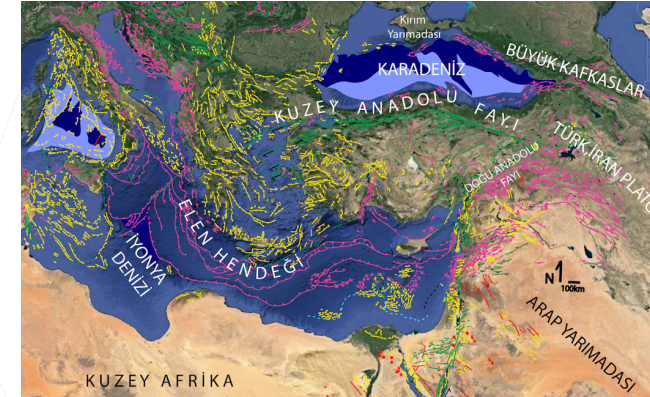 Kırım
Yarımadası
KARADENİZ
BÜYÜK KAFKASLAR
KUZEY ANADOLU FAYI
TÜRK,İRAN PLATO
DOĞU ANADOLU
FAYI
ELEN HENDEĞİ
İYONYA
DENİZİ
N
100km
ARAP YARIMADASI
KUZEY AFRİKA